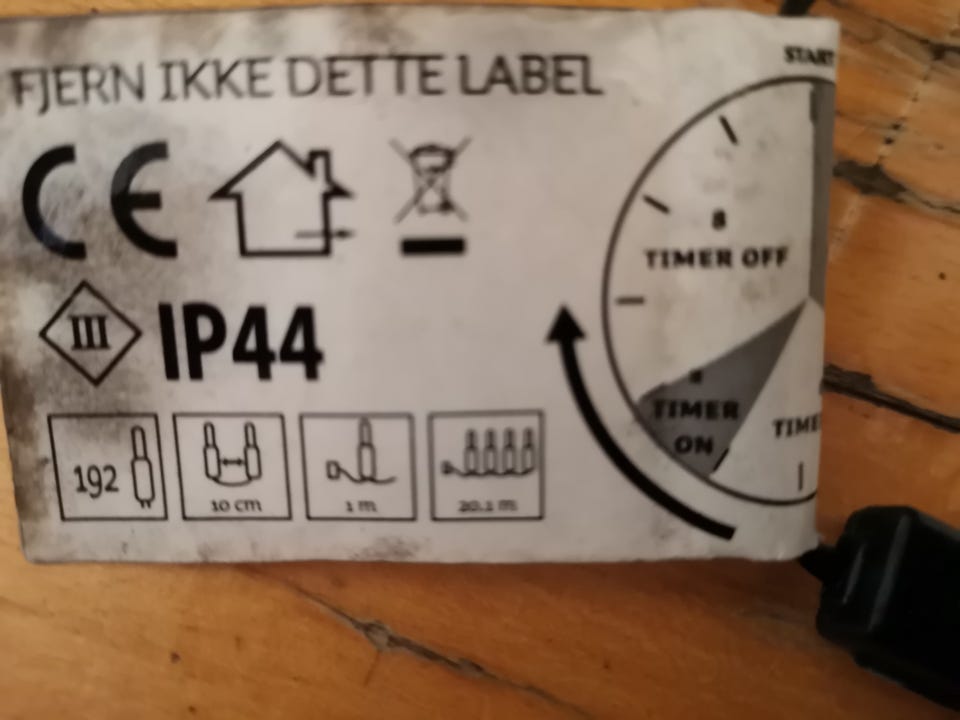 FJERN IKKE DETTE LABEL
START
CE
8
TIMER OFF
III
IP44
TIMER
ON
192
10 cm
1 m
20.1 m